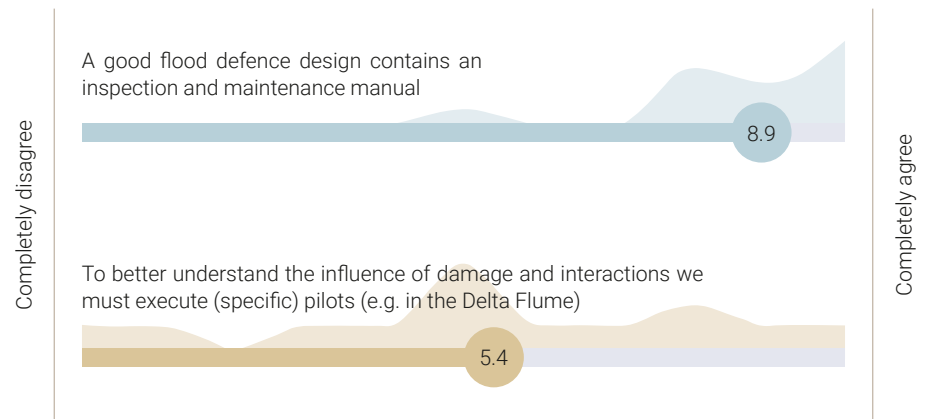 Completely disagree
A good flood defence design contains an
inspection and maintenance manual
8.9
To better understand the influence of damage and interactions we
must execute (specific) pilots (e.g. in the Delta Flume)
5.4
Completely agree